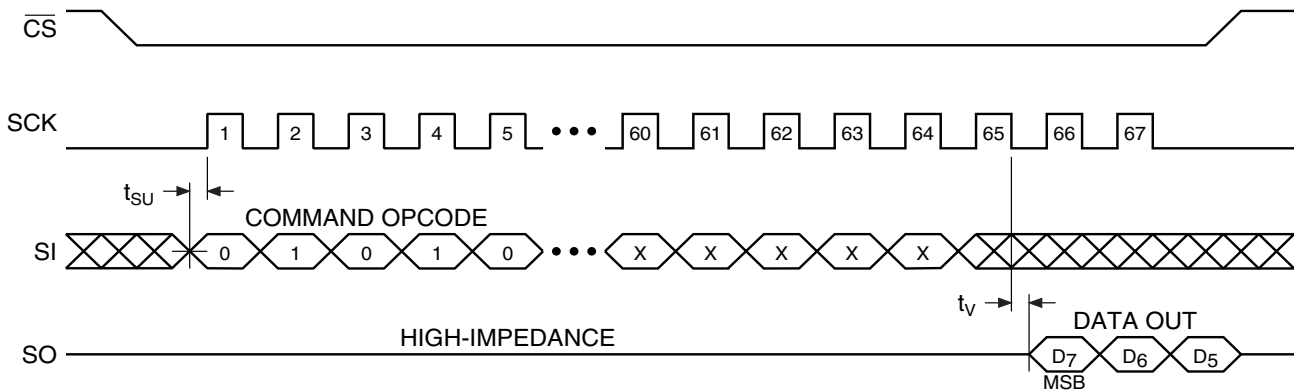 CS
SCK 1 2 3 4 5 ••• 60 61 62 63 64 65 66 67
tSU
COMMAND OPCODE
SI 0 1 0 1 0 ••• X X X X X
tV
HIGH-IMPEDANCE
DATA OUT
SO D7 D6 D5
MSB